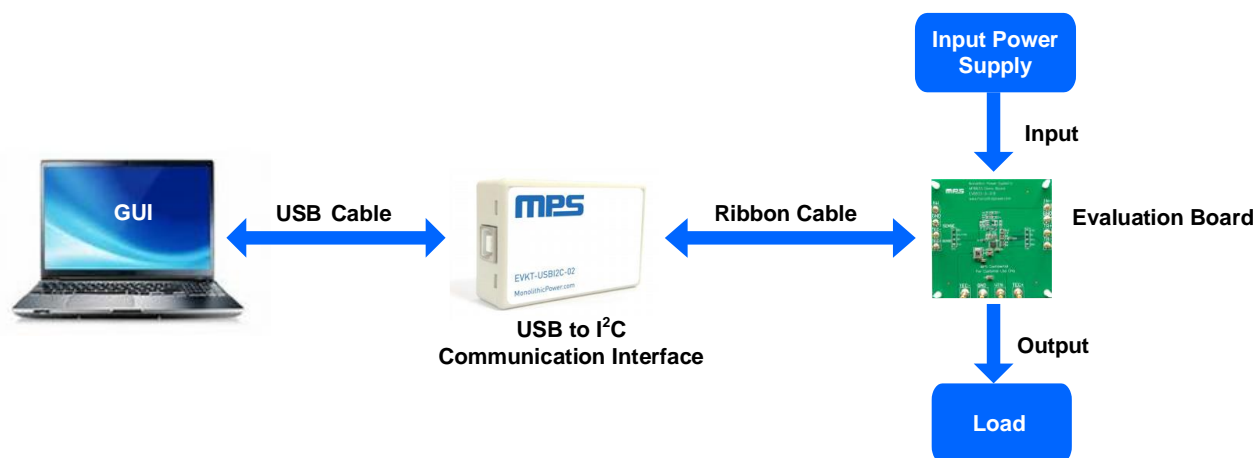 Input Power
Supply
Input
GUI
USB Cable
MPS
EVKT-USBI2C-02
MonolithicPower.com
Ribbon Cable
MPS
Evaluation Board
USB to I²C
Communication Interface
Output
Load